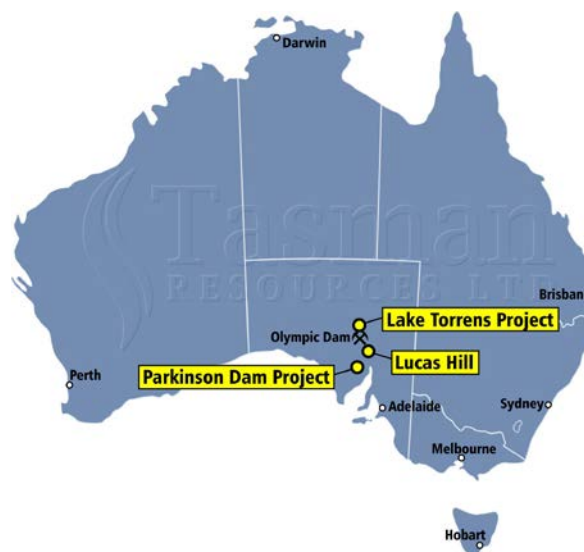 Darwin
Tasman
RESOURCES LTD
Brisban
Lake Torrens Project
Olympic Dam
Lucas Hill
Parkinson Dam Project
Perth
Adelaide
Sydney
Melbourne
Hobart